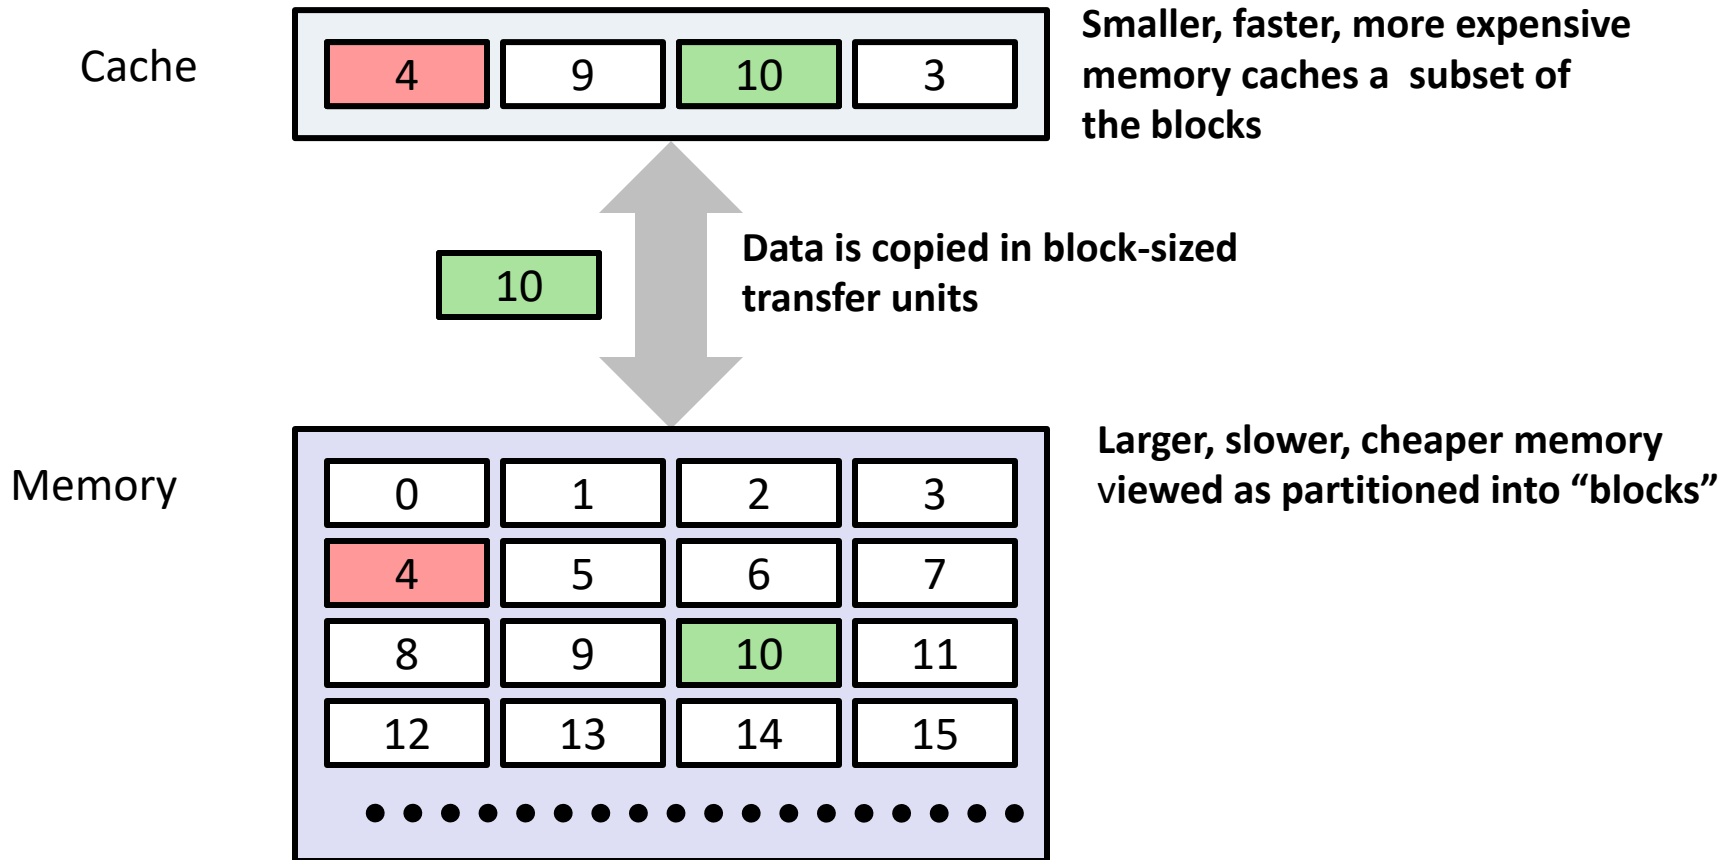 Cache
4 9 10 3
Smaller, faster, more expensive
memory caches a  subset of
the blocks
10
Data is copied in block-sized
transfer units
Memory
0 1 2 3
4 5 6 7
8 9 10 11
12 13 14 15
Larger, slower, cheaper memory
viewed as partitioned into “blocks”